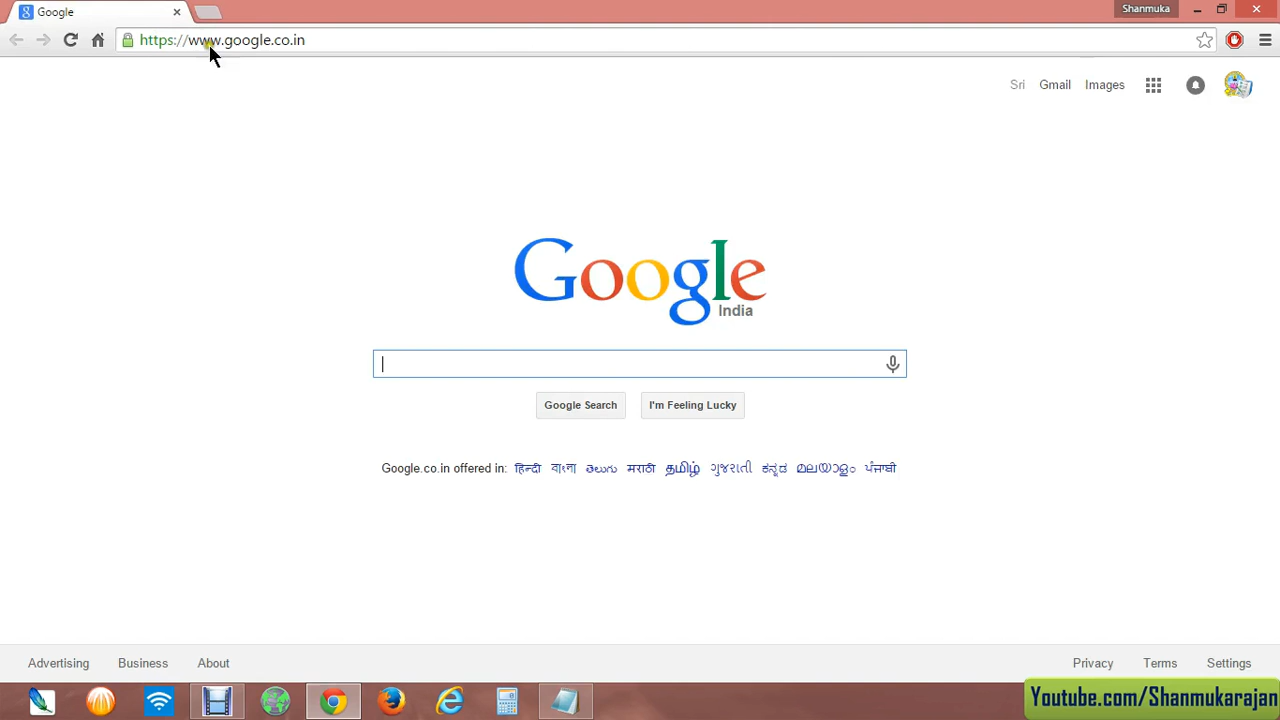 Google
Shanmuka
https://www.google.co.in
Sri Gmail Images
Google
India
Google Search I'm Feeling Lucky
Google.co.in offered in: हिन्दी বাংলা తెలుగు मराठी தமிழ் ગુજરાતી ಕನ್ನಡ മലയാളം ਪੰਜਾਬੀ
Advertising Business About Privacy Terms Settings
Youtube.com/Shanmukarajan